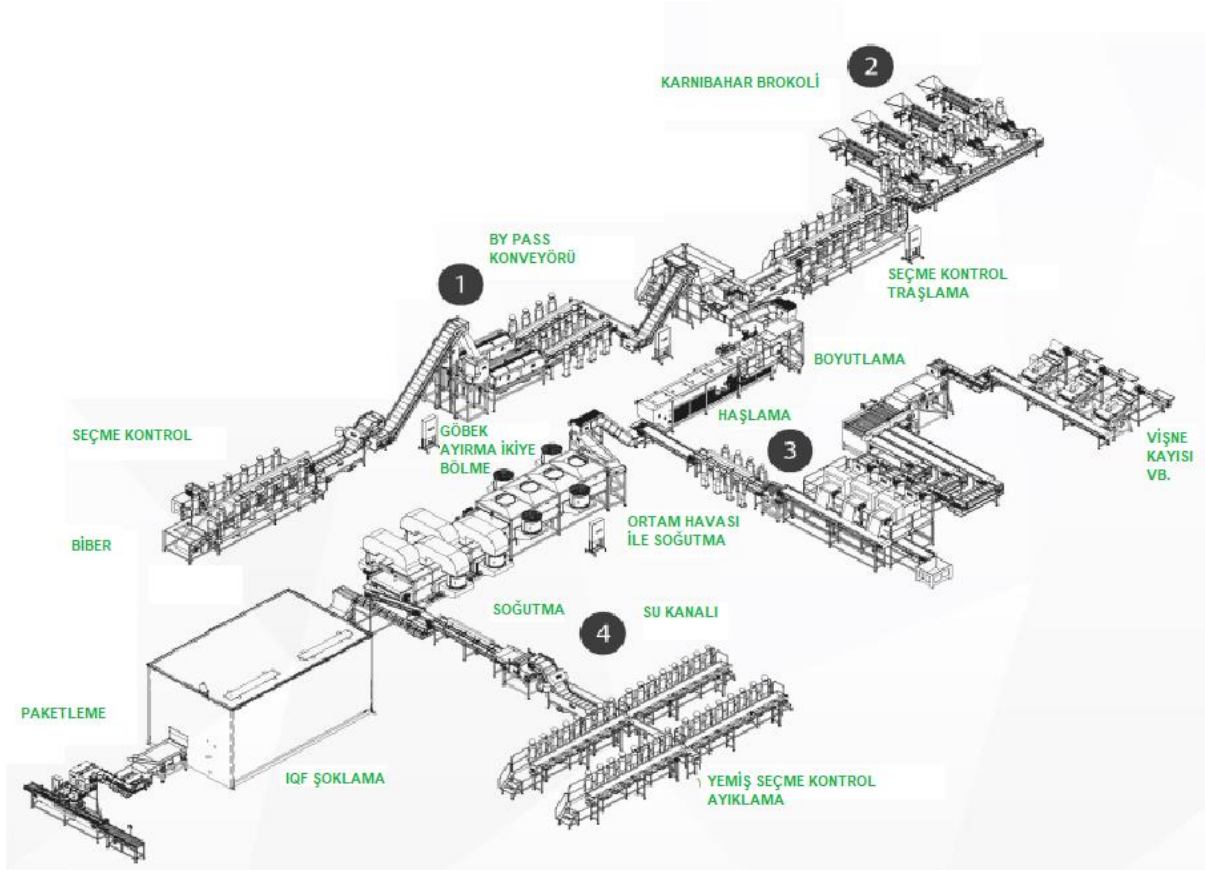 KARNIBAHAR BROKOLİ
2
BY PASS
KONVEYÖRÜ
1
SEÇME KONTROL
TRAŞLAMA
BOYUTLAMA
HAŞLAMA
SEÇME KONTROL
GÖBEK
AYIRMA İKİYE
BÖLME
3
VİŞNE
KAYISI
VB.
BİBER
ORTAM HAVASI
İLE SOĞUTMA
SOĞUTMA
SU KANALI
4
PAKETLEME
IQF ŞOKLAMA
YEMİŞ SEÇME KONTROL
AYIKLAMA